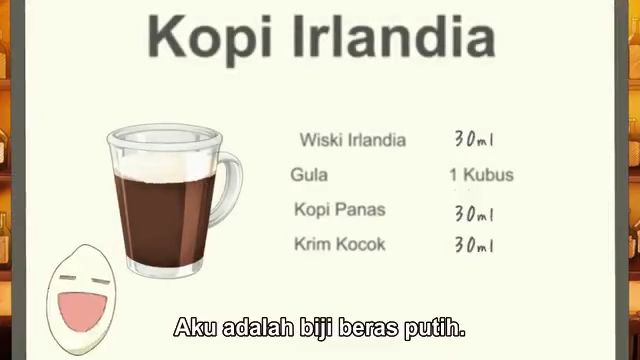 Kopi Irlandia
Wiski Irlandia 30ml
Gula 1 Kubus
Kopi Panas 30ml
Krim Kocok 30ml
Aku adalah biji beras putih.